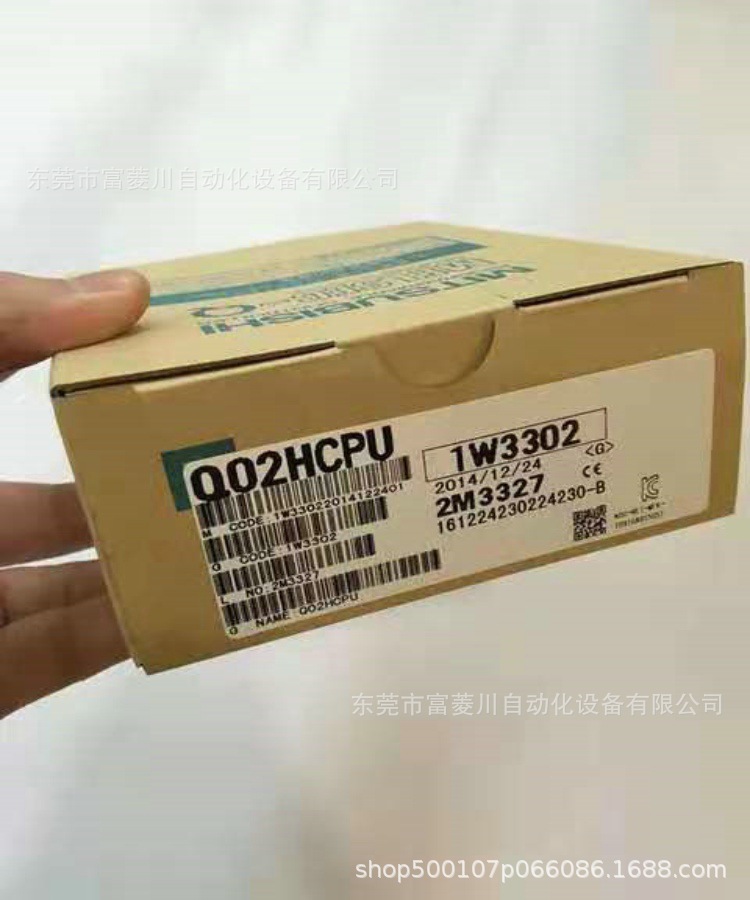 东莞市富菱川自动化设备有限公司
MITSUBISHI
Q02HCPU
M CODE:1W33022014122401
G CODE:1W3302
L NO:2M3327
G NAME Q02HCPU
1W3302
<G>
2014/12/24
2M3327
CE
161224230224230-B
东莞市富菱川自动化设备有限公司
shop500107p066086.1688.com